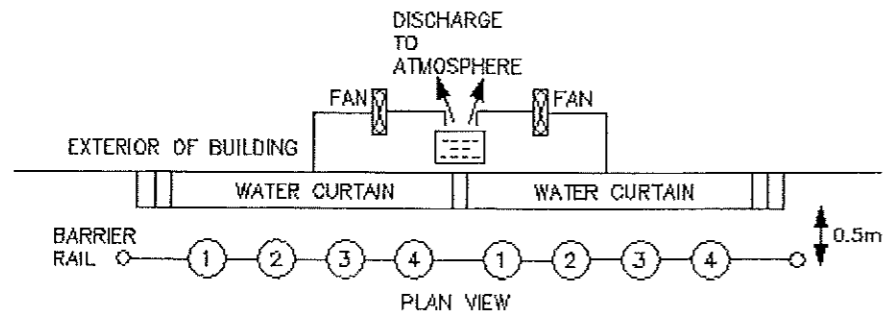 DISCHARGE
TO
ATMOSPHERE
FAN FAN
EXTERIOR OF BUILDING
WATER CURTAIN WATER CURTAIN
BARRIER
RAIL
1 2 3 4 1 2 3 4
0.5m
PLAN VIEW